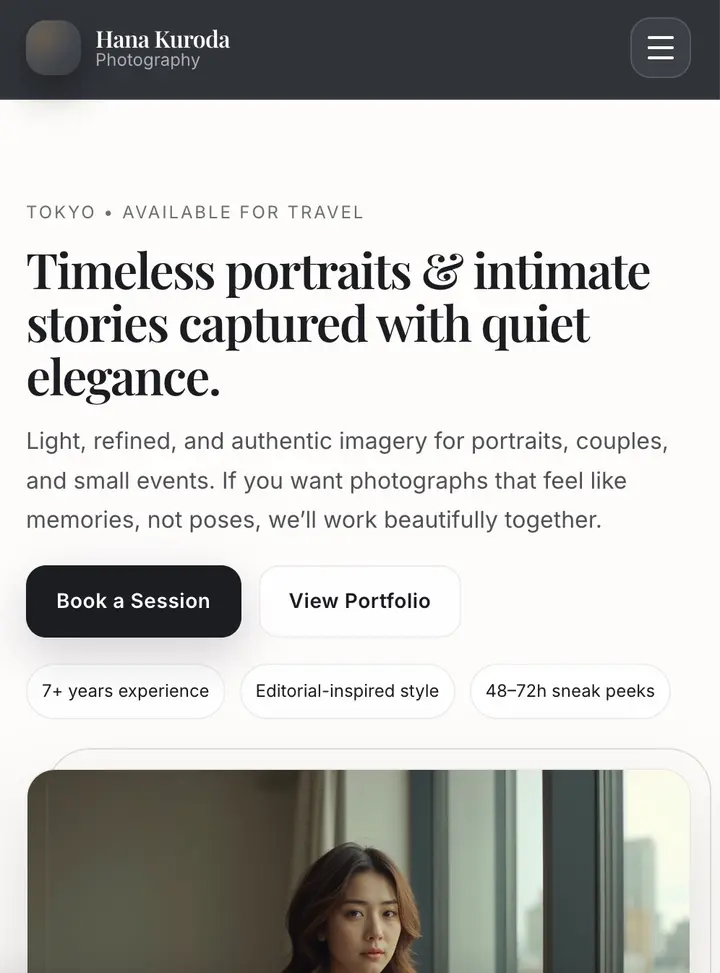 Hana Kuroda
Photography
TOKYO • AVAILABLE FOR TRAVEL
Timeless portraits & intimate
stories captured with quiet
elegance.
Light, refined, and authentic imagery for portraits, couples,
and small events. If you want photographs that feel like
memories, not poses, we’ll work beautifully together.
Book a Session
View Portfolio
7+ years experience
Editorial-inspired style
48–72h sneak peeks